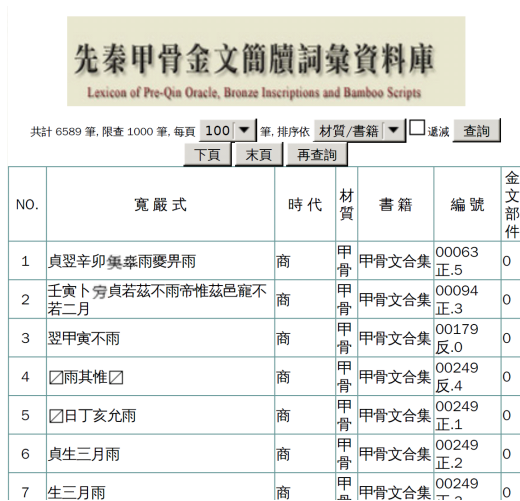 先秦甲骨金文簡牘詞彙資料庫
Lexicon of Pre-Qin Oracle, Bronze Inscriptions and Bamboo Scripts
共計 6589 筆, 限查 1000 筆, 每頁 100 筆, 排序依 材質/書籍 遞減 查詢
下頁 末頁 再查詢
NO. 寬嚴式 時代 材質 書籍 編號 金文部件
1 貞翌辛卯雨夒畀雨 商 甲骨 甲骨文合集 00063正.5 0
2 壬寅卜貞若茲不雨帝惟茲邑寵不若二月 商 甲骨 甲骨文合集 00094正.3 0
3 翌甲寅不雨 商 甲骨 甲骨文合集 00179反.0 0
4 〼雨其惟〼 商 甲骨 甲骨文合集 00249反.4 0
5 〼日丁亥允雨 商 甲骨 甲骨文合集 00249正.1 0
6 貞生三月雨 商 甲骨 甲骨文合集 00249正.2 0
7 生三月雨 商 甲骨 甲骨文合集 00249 0